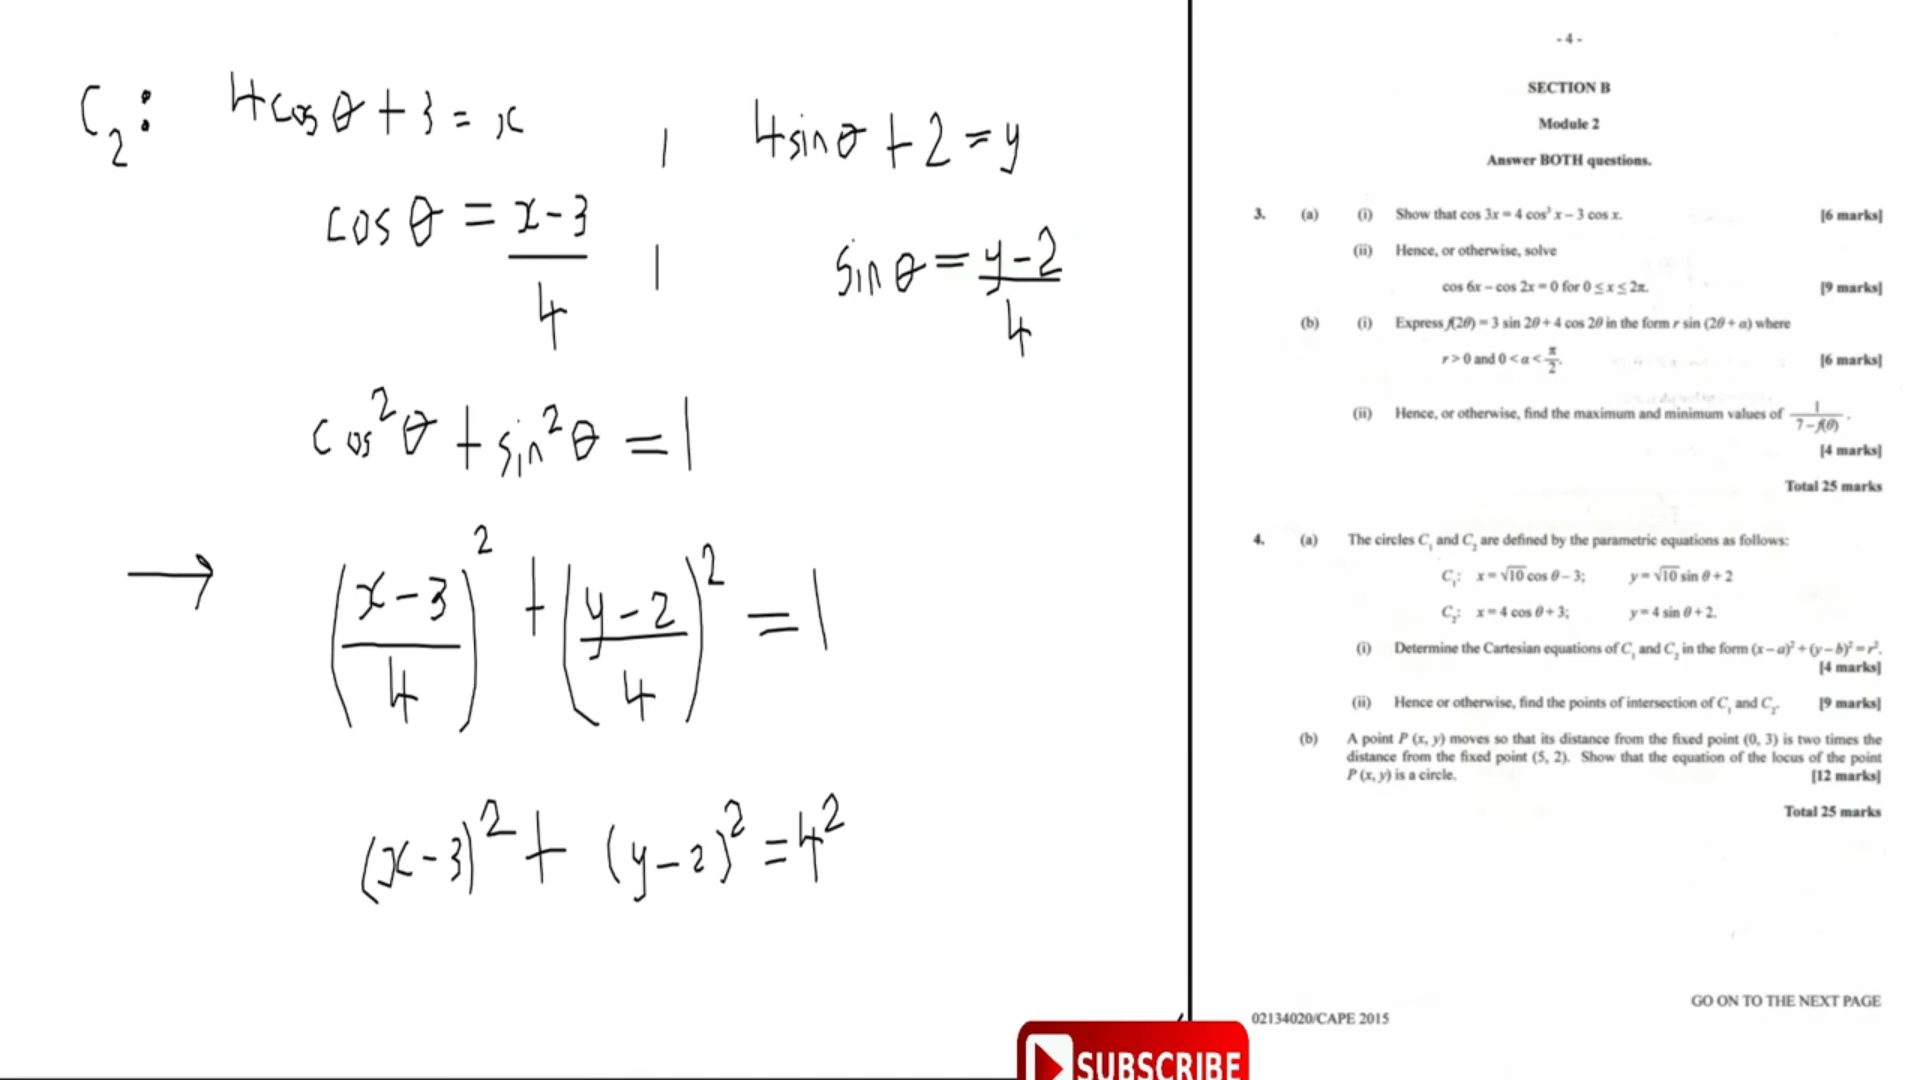 C₂: 4cosθ + 3 = x , 4sinθ + 2 = y
cosθ = (x-3)/4 , sinθ = (y-2)/4
cos²θ + sin²θ = 1
→ ((x-3)/4)² + ((y-2)/4)² = 1
(x-3)² + (y-2)² = 4²
- 4 -
SECTION B
Module 2
Answer BOTH questions.
3. (a) (i) Show that cos 3x = 4 cos³ x – 3 cos x. [6 marks]
(ii) Hence, or otherwise, solve
cos 6x – cos 2x = 0 for 0 ≤ x ≤ 2π. [9 marks]
(b) (i) Express f(2θ) = 3 sin 2θ + 4 cos 2θ in the form r sin (2θ + α) where
r > 0 and 0 < α < π/2. [6 marks]
(ii) Hence, or otherwise, find the maximum and minimum values of 1/(7 – f(θ)).
[4 marks]
Total 25 marks
4. (a) The circles C₁ and C₂ are defined by the parametric equations as follows:
C₁: x = √10 cos θ – 3; y = √10 sin θ + 2
C₂: x = 4 cos θ + 3; y = 4 sin θ + 2.
(i) Determine the Cartesian equations of C₁ and C₂ in the form (x – a)² + (y – b)² = r².
[4 marks]
(ii) Hence or otherwise, find the points of intersection of C₁ and C₂. [9 marks]
(b) A point P (x, y) moves so that its distance from the fixed point (0, 3) is two times the
distance from the fixed point (5, 2). Show that the equation of the locus of the point
P (x, y) is a circle. [12 marks]
Total 25 marks
GO ON TO THE NEXT PAGE
02134020/CAPE 2015
SUBSCRIBE